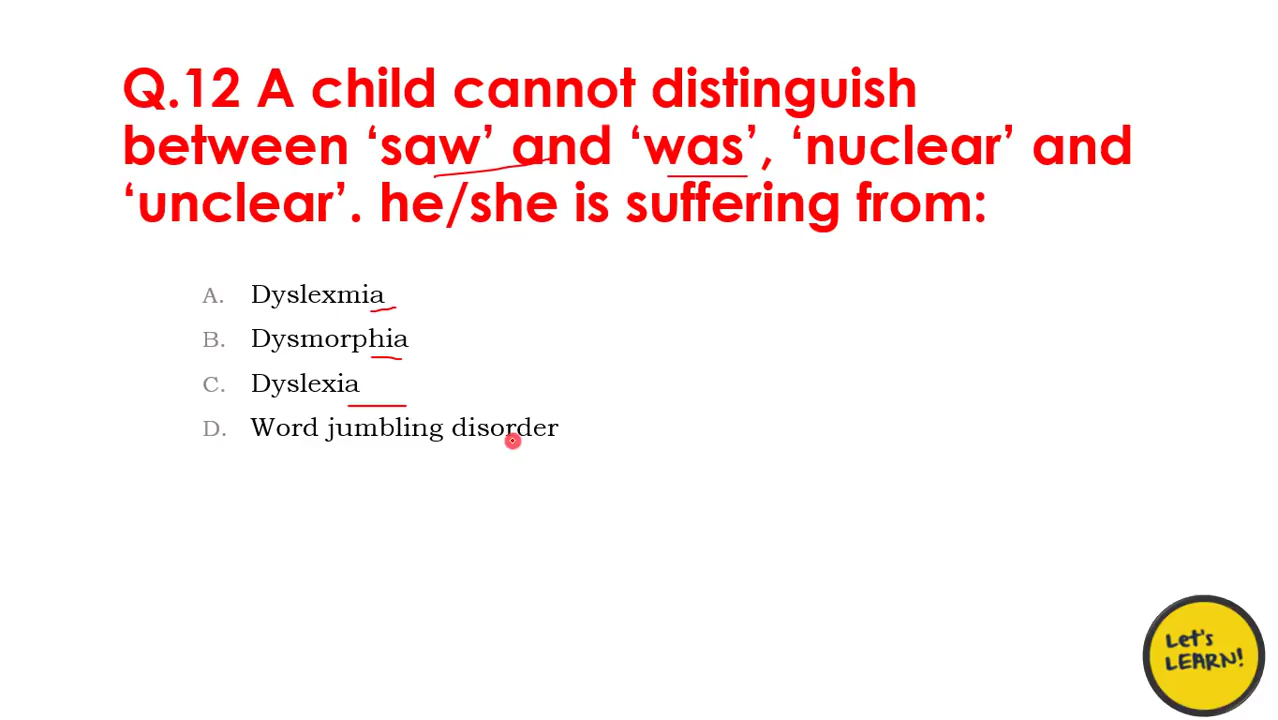 Q.12 A child cannot distinguish
between ‘saw’ and ‘was’, ‘nuclear’ and
‘unclear’. he/she is suffering from:
A. Dyslexmia
B. Dysmorphia
C. Dyslexia
D. Word jumbling disorder
Let's
LEARN!